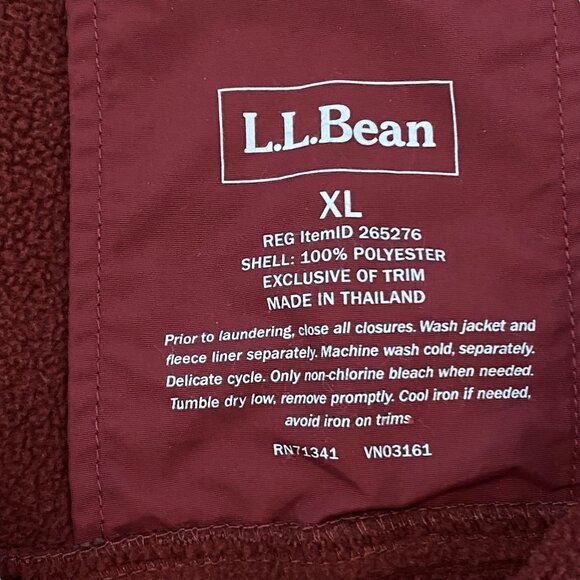 L.L.Bean
XL
REG ItemID 265276
SHELL: 100% POLYESTER
EXCLUSIVE OF TRIM
MADE IN THAILAND
Prior to laundering, close all closures. Wash jacket and
fleece liner separately. Machine wash cold, separately.
Delicate cycle. Only non-chlorine bleach when needed.
Tumble dry low, remove promptly. Cool iron if needed,
avoid iron on trims
RN71341 VN03161